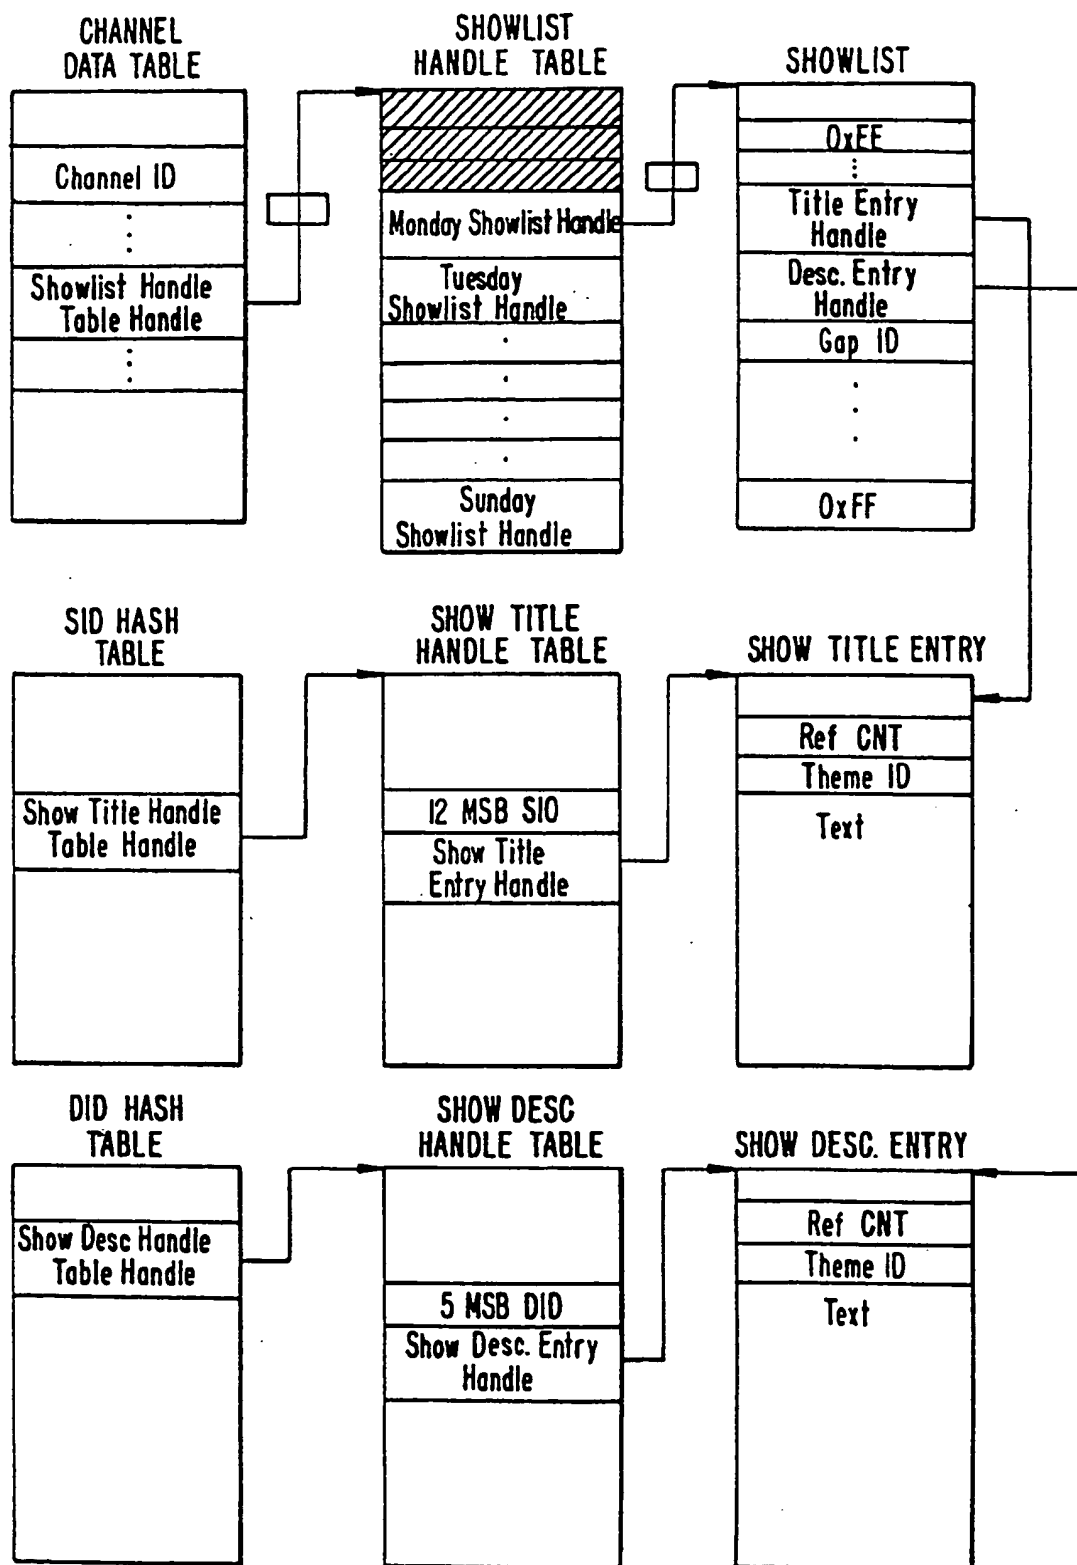 CHANNEL
DATA TABLE
Channel ID
Showlist Handle
Table Handle
SHOWLIST
HANDLE TABLE
Monday Showlist Handle
Tuesday
Showlist Handle
Sunday
Showlist Handle
SHOWLIST
0xEE
Title Entry
Handle
Desc. Entry
Handle
Gap ID
0xFF
SID HASH
TABLE
Show Title Handle
Table Handle
SHOW TITLE
HANDLE TABLE
12 MSB SIO
Show Title
Entry Handle
SHOW TITLE ENTRY
Ref CNT
Theme ID
Text
DID HASH
TABLE
Show Desc Handle
Table Handle
SHOW DESC
HANDLE TABLE
5 MSB DID
Show Desc. Entry
Handle
SHOW DESC. ENTRY
Ref CNT
Theme ID
Text